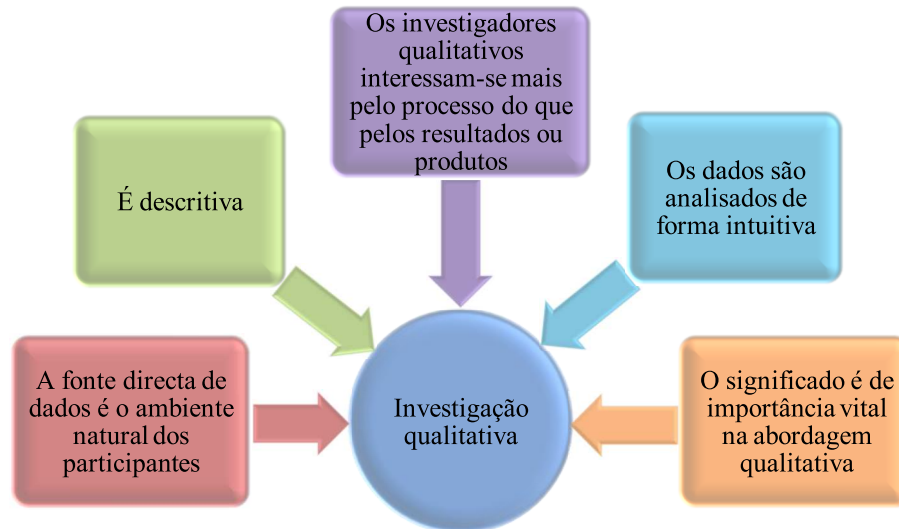 Os investigadores
qualitativos
interessam-se mais
pelo processo do que
pelos resultados ou
produtos
É descritiva
Os dados são
analisados de
forma intuitiva
A fonte directa de
dados é o ambiente
natural dos
participantes
Investigação
qualitativa
O significado é de
importância vital
na abordagem
qualitativa